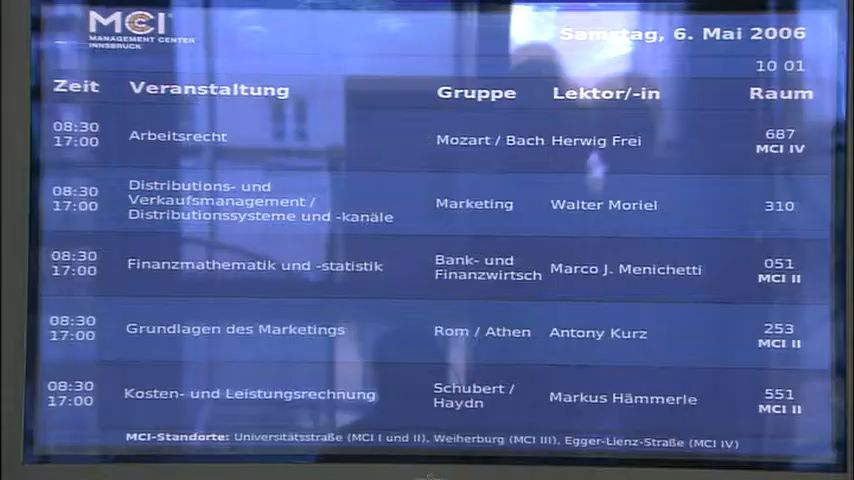 MCI
MANAGEMENT CENTER
INNSBRUCK
Samstag, 6. Mai 2006
10 01
Zeit Veranstaltung Gruppe Lektor/-in Raum
08:30
17:00
Arbeitsrecht
Mozart / Bach Herwig Frei
687
MCI IV
08:30
17:00
Distributions- und
Verkaufsmanagement /
Distributionssysteme und -kanäle
Marketing
Walter Moriel
310
08:30
17:00
Finanzmathematik und -statistik
Bank- und
Finanzwirtsch
Marco J. Menichetti
051
MCI II
08:30
17:00
Grundlagen des Marketings
Rom / Athen
Antony Kurz
253
MCI II
08:30
17:00
Kosten- und Leistungsrechnung
Schubert /
Haydn
Markus Hämmerle
551
MCI II
MCI-Standorte: Universitätsstraße (MCI I und II), Weiherburg (MCI III), Egger-Lienz-Straße (MCI IV)